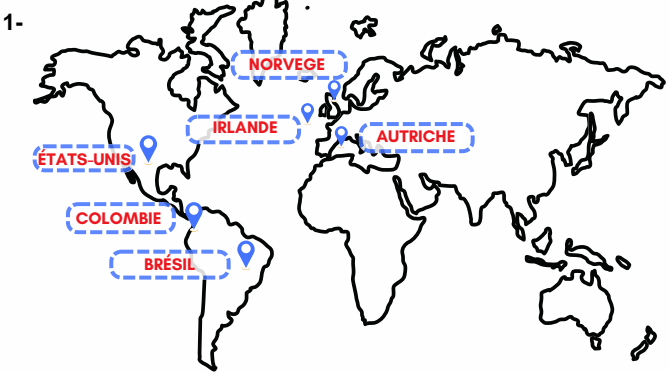 1-
NORVEGE
IRLANDE
AUTRICHE
ÉTATS-UNIS
COLOMBIE
BRÉSIL